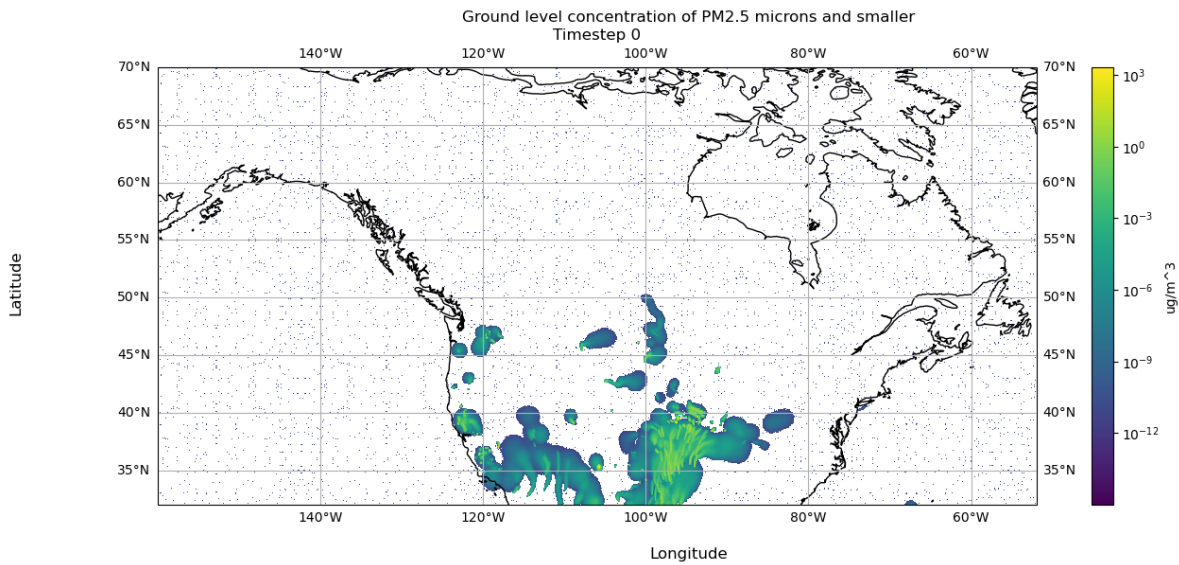 Ground level concentration of PM2.5 microns and smaller
Timestep 0
140°W 120°W 100°W 80°W 60°W
70°N 70°N
65°N 65°N
60°N 60°N
55°N 55°N
50°N 50°N
45°N 45°N
40°N 40°N
35°N 35°N
140°W 120°W 100°W 80°W 60°W
Latitude
Longitude
10^3
10^0
10^-3
10^-6
10^-9
10^-12
ug/m^3